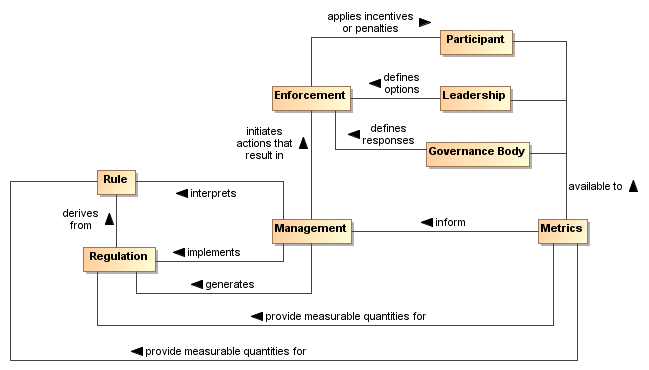 applies incentives
or penalties
Participant
Enforcement
defines
options
Leadership
initiates
actions that
result in
defines
responses
Governance Body
Rule
interprets
available to
derives
from
Management
inform
Metrics
Regulation
implements
generates
provide measurable quantities for
provide measurable quantities for